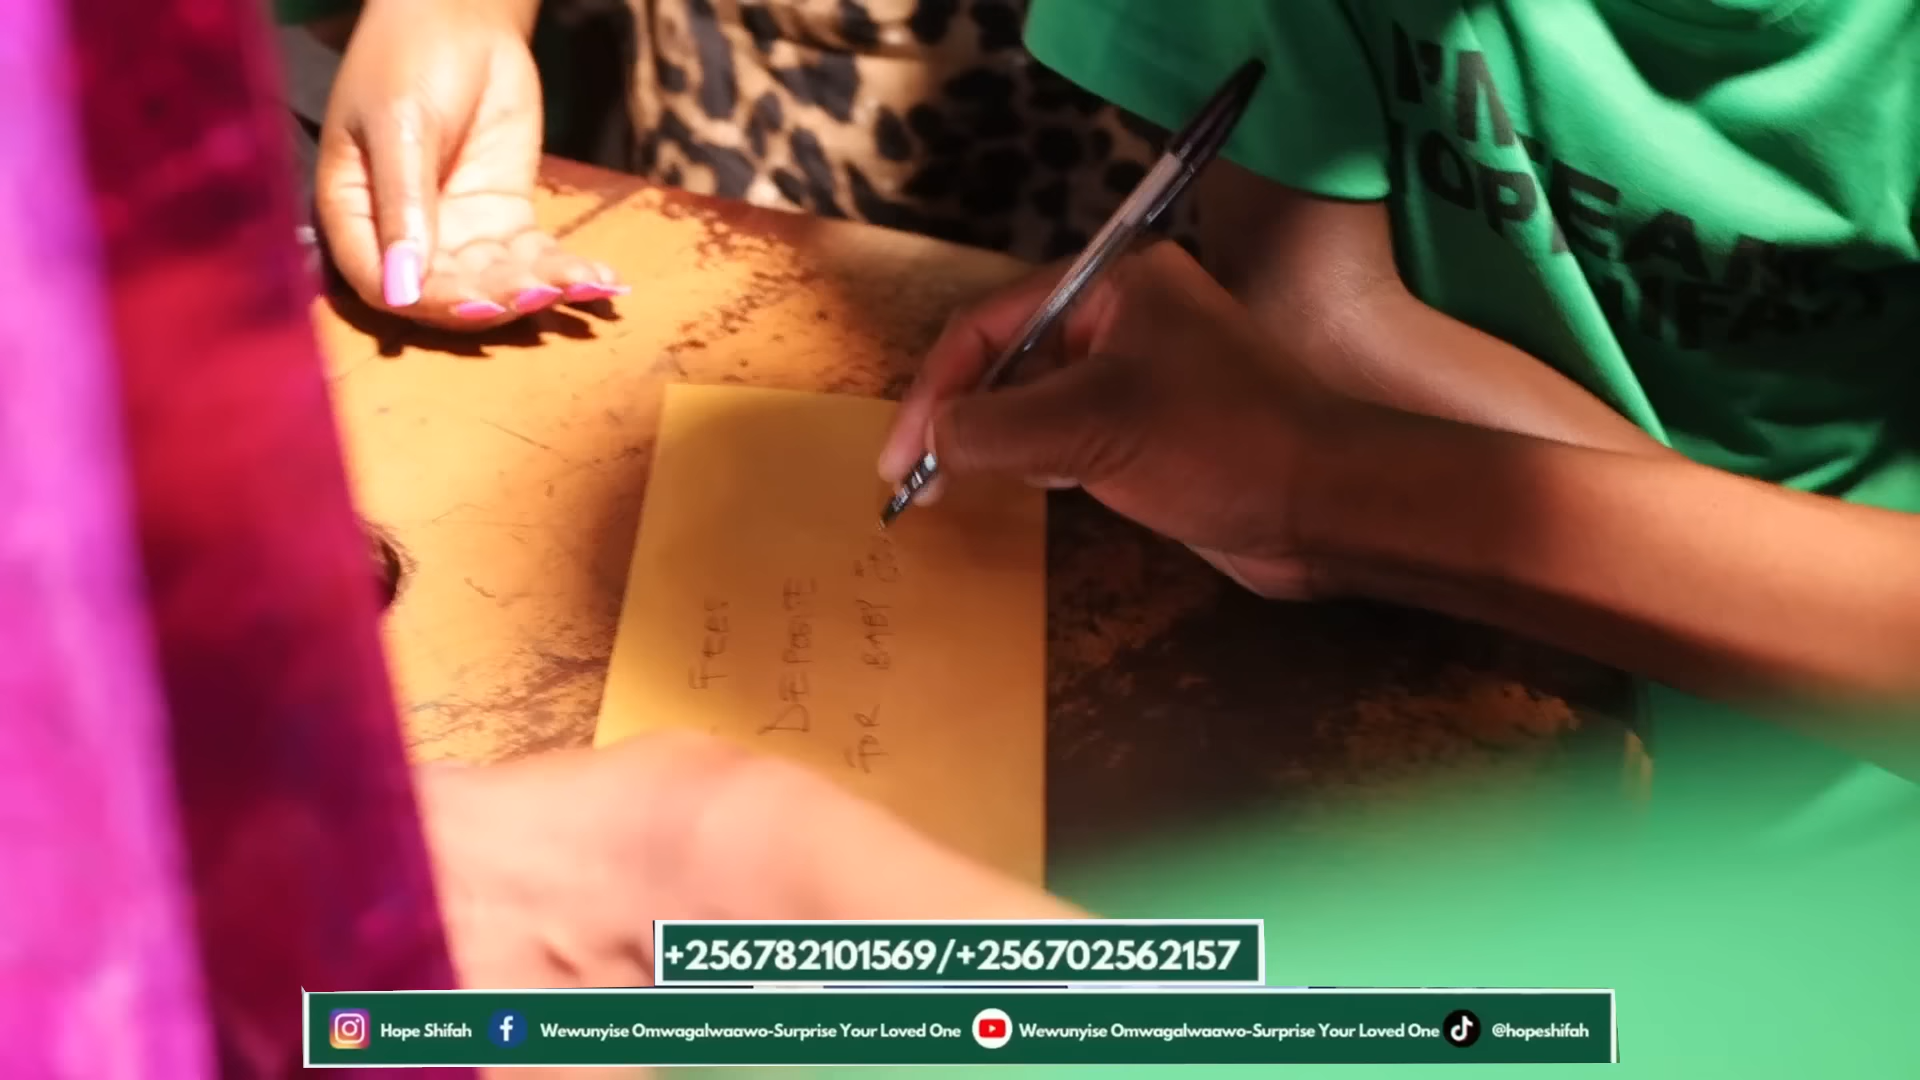 I'M
FEES
DEPOSITE
FOR BABY
+256782101569/+256702562157
Hope Shifah Wewunyise Omwagalwaawo-Surprise Your Loved One Wewunyise Omwagalwaawo-Surprise Your Loved One @hopeshifah